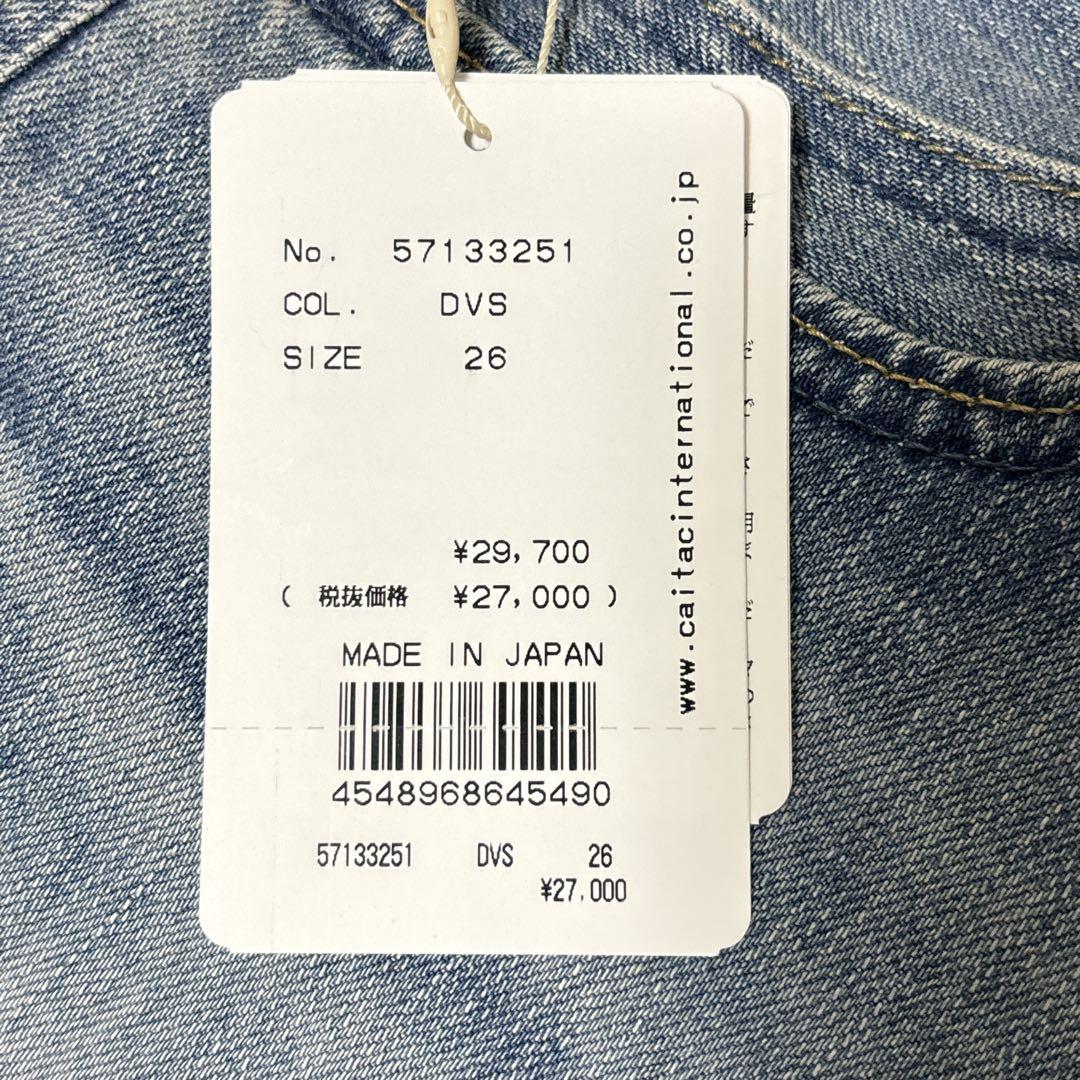 No. 57133251
COL. DVS
SIZE 26
¥29,700
( 税抜価格 ¥27,000 )
MADE IN JAPAN
4548968645490
57133251 DVS 26
¥27,000
www.caitacinternational.co.jp